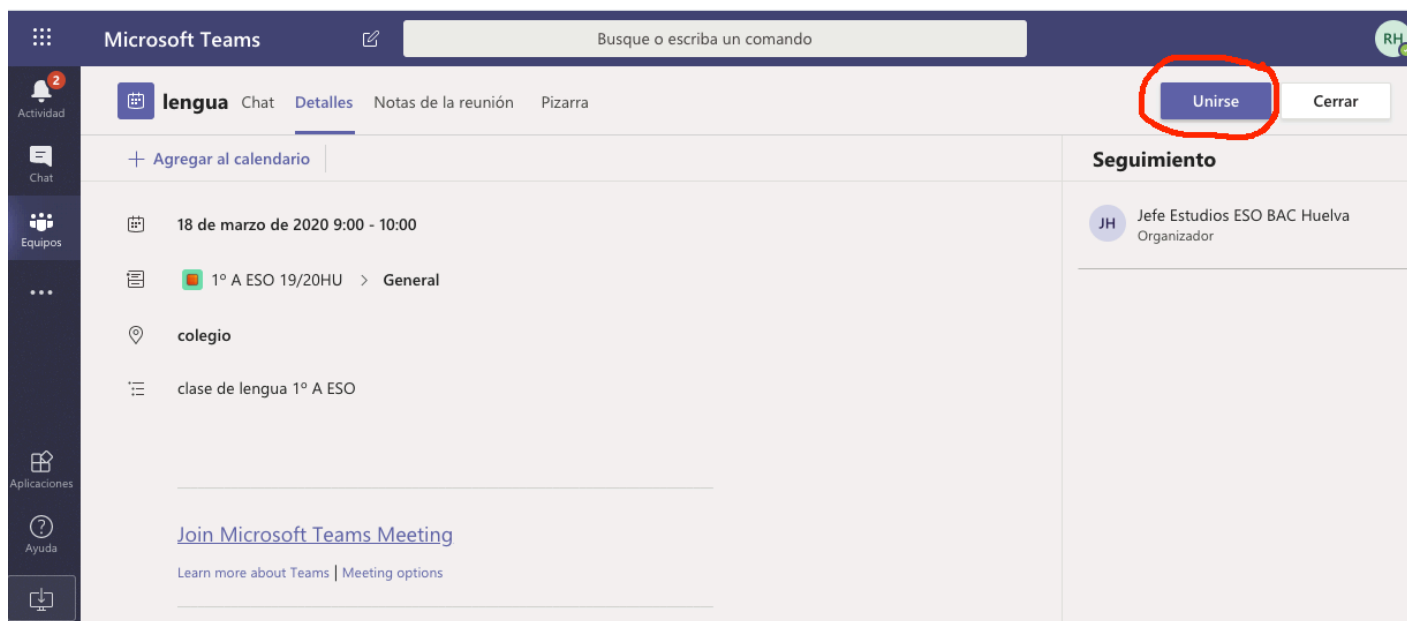 Microsoft Teams
Busque o escriba un comando
RH
2
Actividad
Chat
Equipos
Aplicaciones
Ayuda
lengua Chat Detalles Notas de la reunión Pizarra
Unirse Cerrar
+ Agregar al calendario
18 de marzo de 2020 9:00 - 10:00
1º A ESO 19/20HU > General
colegio
clase de lengua 1º A ESO
Join Microsoft Teams Meeting
Learn more about Teams | Meeting options
Seguimiento
JH
Jefe Estudios ESO BAC Huelva
Organizador